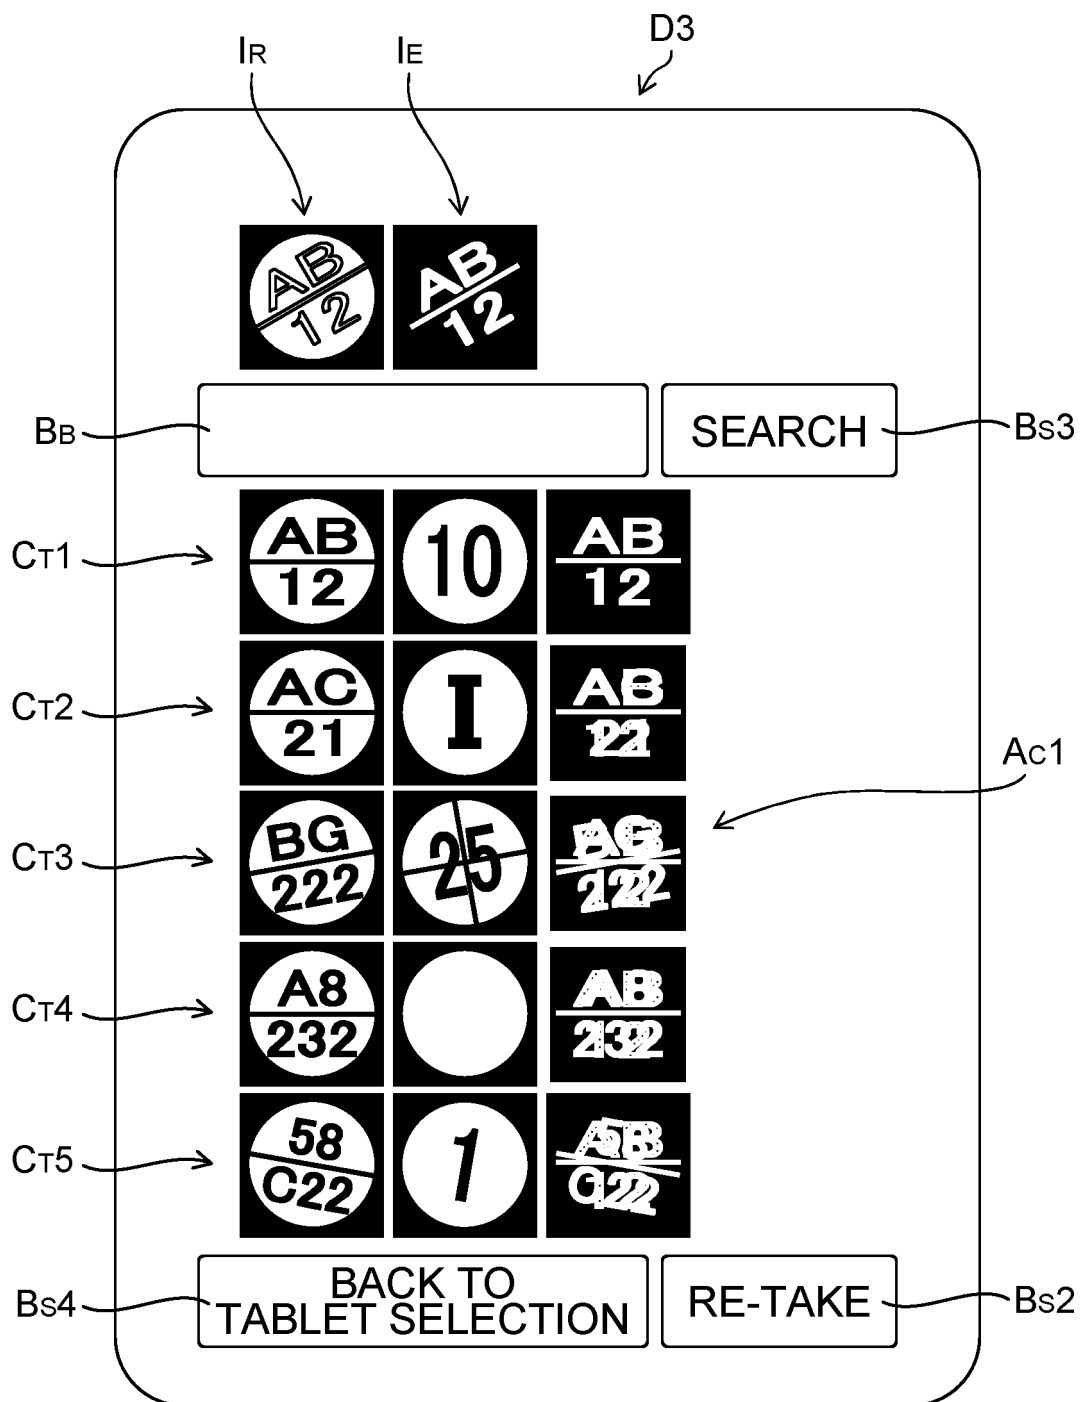 D3
IR IE
AB AB
12 12
BB SEARCH BS3
CT1 AB 10 AB
12 12
CT2 AC I AB
21
AC1
CT3 BG 25
222
CT4 A8 AB
232
CT5 58 1
C22
BS4 BACK TO
TABLET SELECTION RE-TAKE BS2